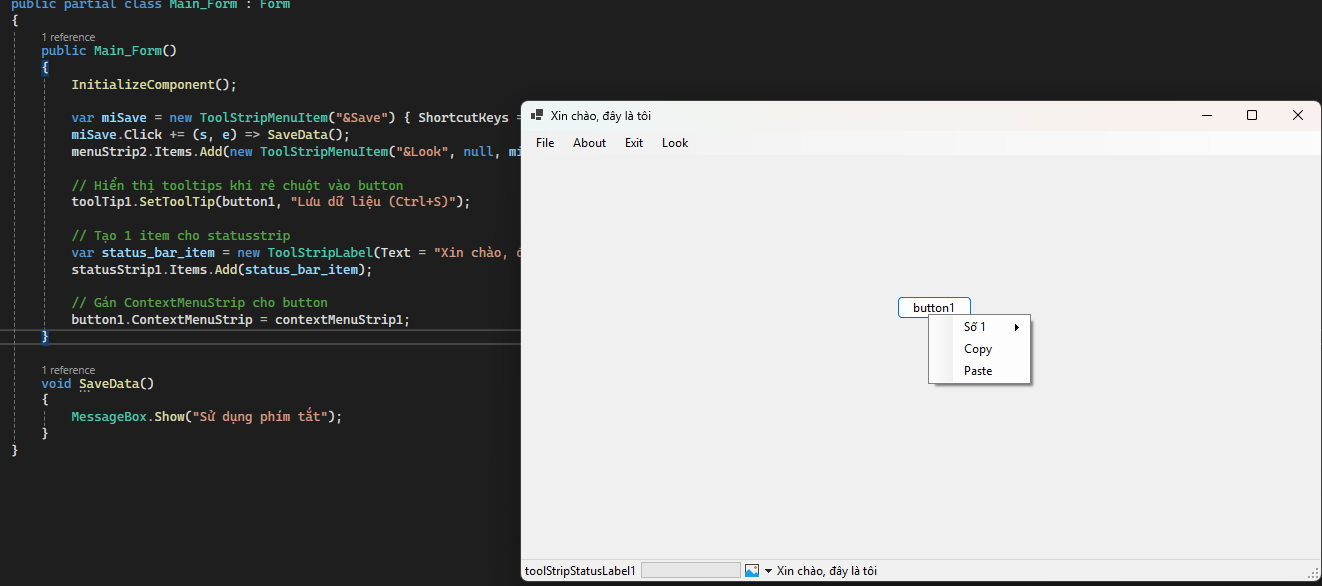 public partial class Main_Form : Form
{
1 reference
public Main_Form()
{
InitializeComponent();
var miSave = new ToolStripMenuItem("&Save") { ShortcutKeys =
miSave.Click += (s, e) => SaveData();
menuStrip2.Items.Add(new ToolStripMenuItem("&Look", null, mi
// Hiển thị tooltips khi rê chuột vào button
toolTip1.SetToolTip(button1, "Lưu dữ liệu (Ctrl+S)");
// Tạo 1 item cho statusstrip
var status_bar_item = new ToolStripLabel(Text = "Xin chào, đ
statusStrip1.Items.Add(status_bar_item);
// Gán ContextMenuStrip cho button
button1.ContextMenuStrip = contextMenuStrip1;
}
1 reference
void SaveData()
{
MessageBox.Show("Sử dụng phím tắt");
}
}
Xin chào, đây là tôi
File About Exit Look
button1
Số 1
Copy
Paste
toolStripStatusLabel1 Xin chào, đây là tôi